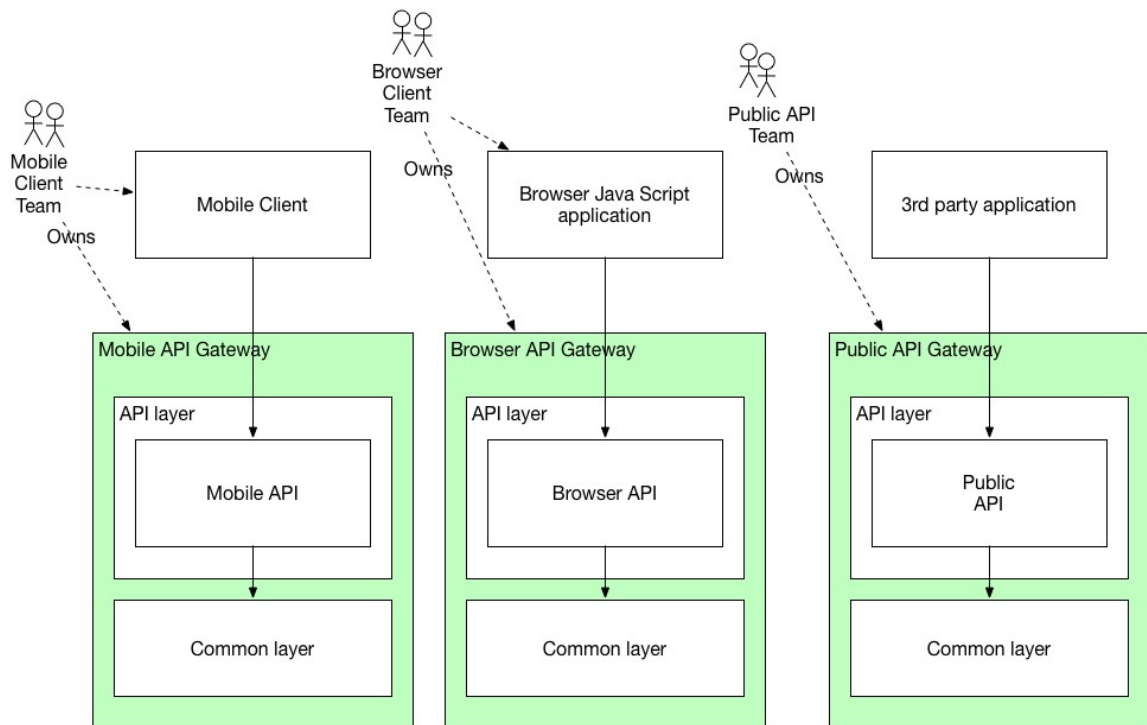 Browser
Client
Team
Public API
Team
Mobile
Client
Team
Owns
Owns
Owns
Mobile Client
Browser Java Script
application
3rd party application
Mobile API Gateway
Browser API Gateway
Public API Gateway
API layer
API layer
API layer
Mobile API
Browser API
Public
API
Common layer
Common layer
Common layer